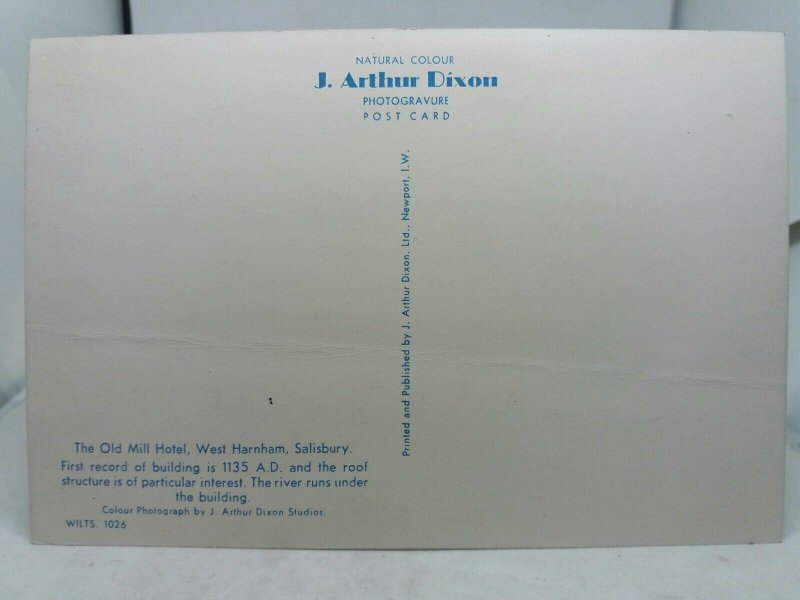 NATURAL COLOUR
J. Arthur Dixon
PHOTOGRAVURE
POST CARD
Printed and Published by J. Arthur Dixon, Ltd., Newport, I.W.
The Old Mill Hotel, West Harnham, Salisbury.
First record of building is 1135 A.D. and the roof
structure is of particular interest. The river runs under
the building.
Colour Photograph by J. Arthur Dixon Studios.
WILTS. 1026